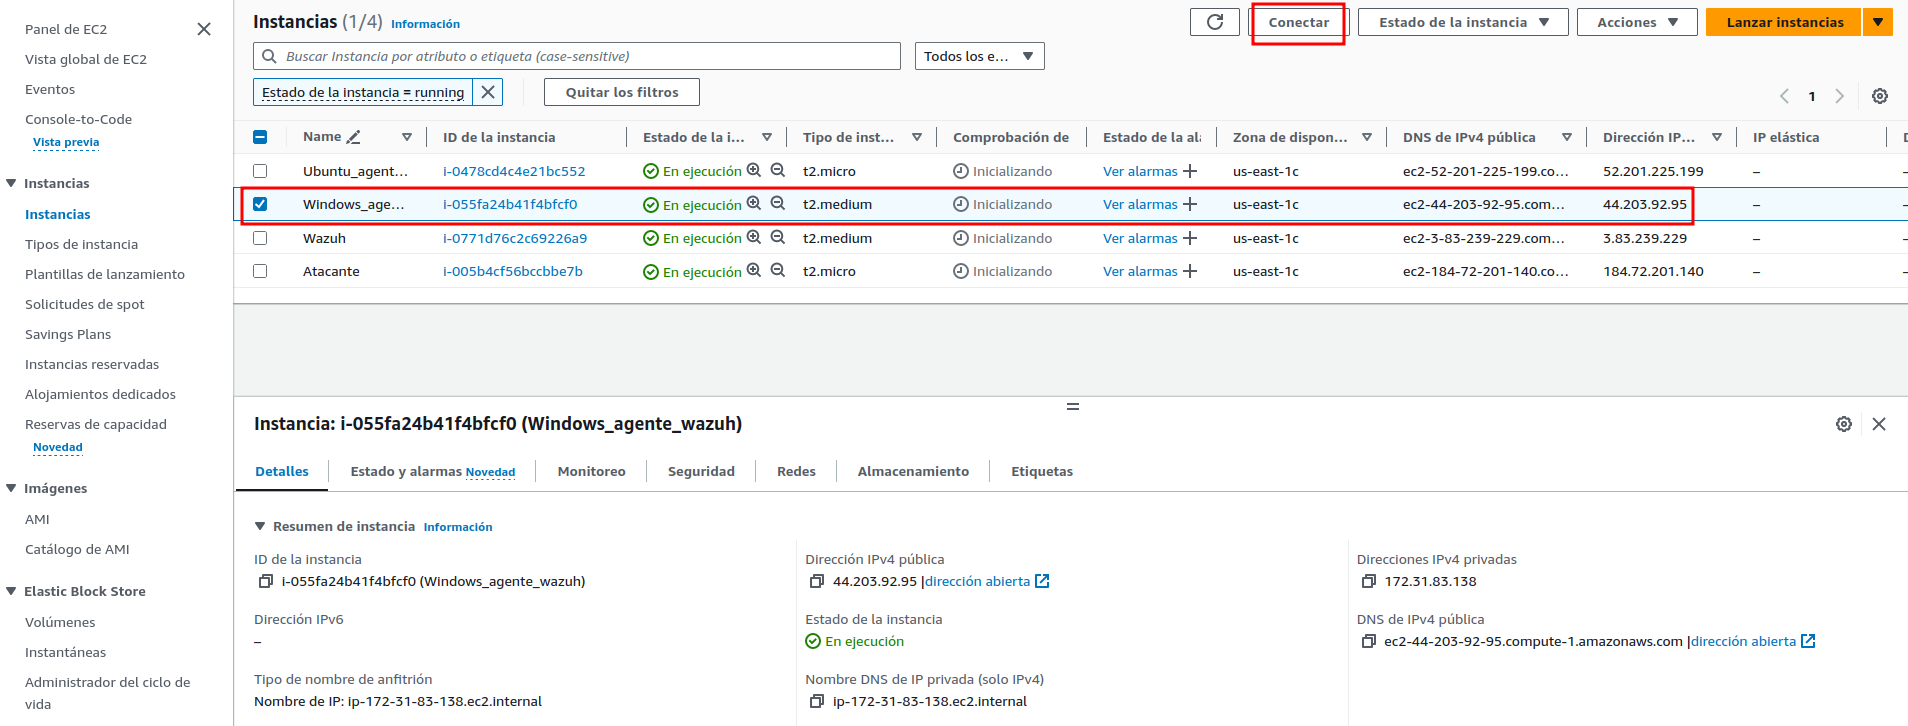 Panel de EC2
Vista global de EC2
Eventos
Console-to-Code
Vista previa
Instancias
Instancias
Tipos de instancia
Plantillas de lanzamiento
Solicitudes de spot
Savings Plans
Instancias reservadas
Alojamientos dedicados
Reservas de capacidad
Novedad
Imágenes
AMI
Catálogo de AMI
Elastic Block Store
Volúmenes
Instantáneas
Administrador del ciclo de
vida
Instancias (1/4) Información Conectar Estado de la instancia Acciones Lanzar instancias
Buscar Instancia por atributo o etiqueta (case-sensitive) Todos los e...
Estado de la instancia = running Quitar los filtros 1
Name ID de la instancia Estado de la i... Tipo de inst... Comprobación de Estado de la al Zona de dispon... DNS de IPv4 pública Dirección IP... IP elástica D
Ubuntu_agent... i-0478cd4c4e21bc552 En ejecución t2.micro Inicializando Ver alarmas us-east-1c ec2-52-201-225-199.co... 52.201.225.199 – –
Windows_age... i-055fa24b41f4bfcf0 En ejecución t2.medium Inicializando Ver alarmas us-east-1c ec2-44-203-92-95.com... 44.203.92.95 – –
Wazuh i-0771d76c2c69226a9 En ejecución t2.medium Inicializando Ver alarmas us-east-1c ec2-3-83-239-229.com... 3.83.239.229 – –
Atacante i-005b4cf56bccbbe7b En ejecución t2.micro Inicializando Ver alarmas us-east-1c ec2-184-72-201-140.co... 184.72.201.140 – –
Instancia: i-055fa24b41f4bfcf0 (Windows_agente_wazuh)
Detalles Estado y alarmas Novedad Monitoreo Seguridad Redes Almacenamiento Etiquetas
Resumen de instancia Información
ID de la instancia
i-055fa24b41f4bfcf0 (Windows_agente_wazuh)
Dirección IPv4 pública
44.203.92.95 |dirección abierta
Direcciones IPv4 privadas
172.31.83.138
Dirección IPv6
–
Estado de la instancia
En ejecución
DNS de IPv4 pública
ec2-44-203-92-95.compute-1.amazonaws.com |dirección abierta
Tipo de nombre de anfitrión
Nombre de IP: ip-172-31-83-138.ec2.internal
Nombre DNS de IP privada (solo IPv4)
ip-172-31-83-138.ec2.internal